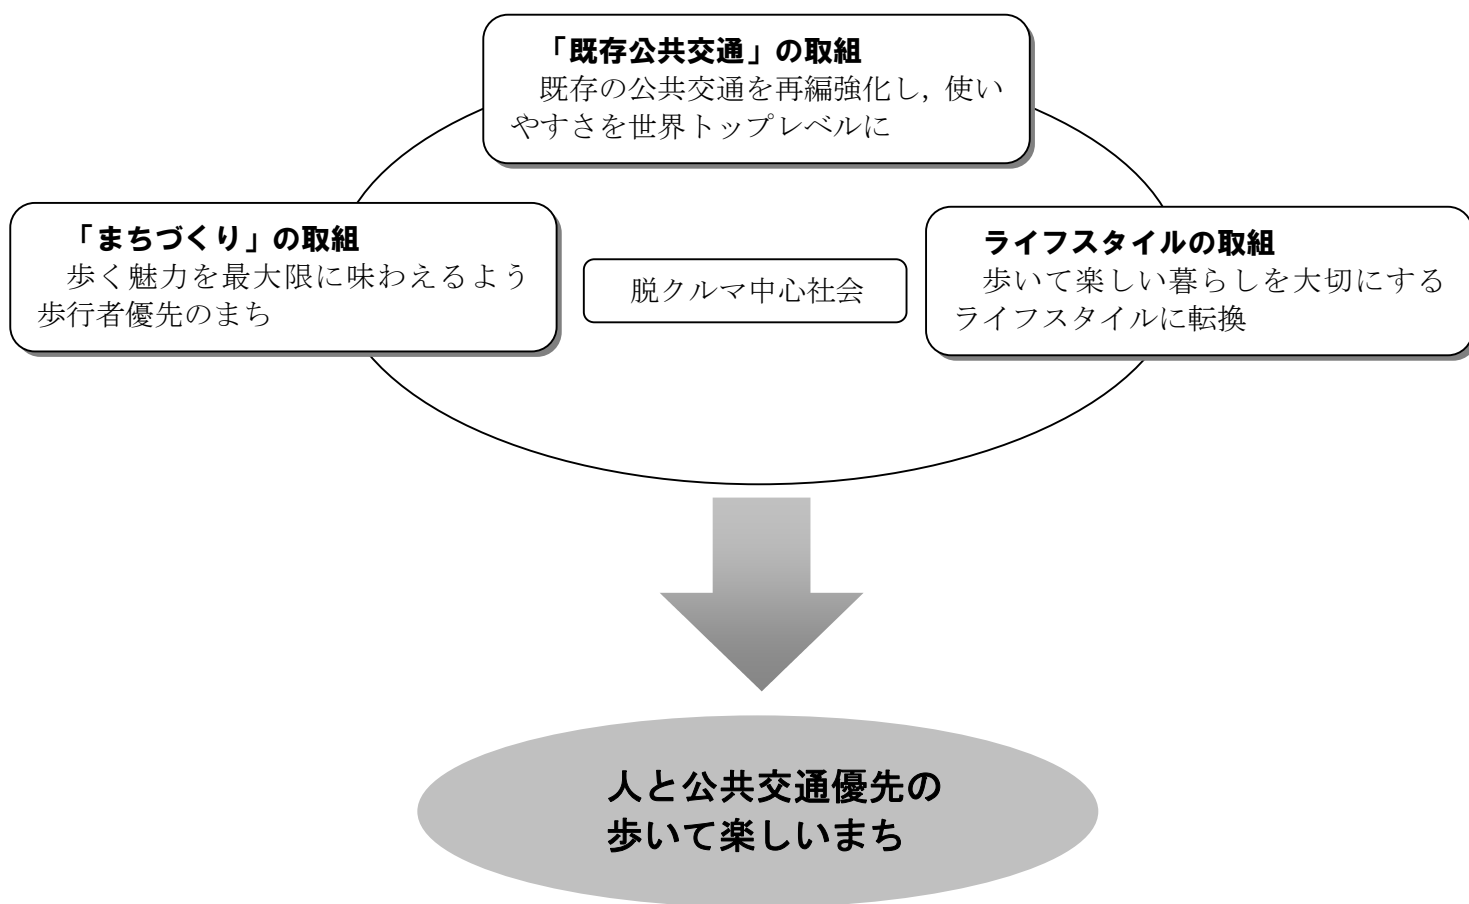 「既存公共交通」の取組
既存の公共交通を再編強化し，使い
やすさを世界トップレベルに
「まちづくり」の取組
歩く魅力を最大限に味わえるよう
歩行者優先のまち
脱クルマ中心社会
ライフスタイルの取組
歩いて楽しい暮らしを大切にする
ライフスタイルに転換
人と公共交通優先の
歩いて楽しいまち